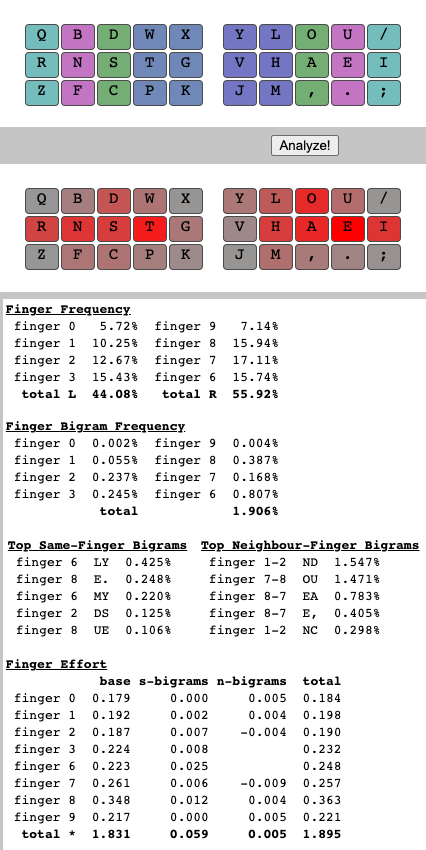 Q B D W X Y L O U /
R N S T G V H A E I
Z F C P K J M , . ;
Analyze!
Q B D W X Y L O U /
R N S T G V H A E I
Z F C P K J M , . ;
Finger Frequency
finger 0 5.72% finger 9 7.14%
finger 1 10.25% finger 8 15.94%
finger 2 12.67% finger 7 17.11%
finger 3 15.43% finger 6 15.74%
total L 44.08% total R 55.92%
Finger Bigram Frequency
finger 0 0.002% finger 9 0.004%
finger 1 0.055% finger 8 0.387%
finger 2 0.237% finger 7 0.168%
finger 3 0.245% finger 6 0.807%
total 1.906%
Top Same-Finger Bigrams Top Neighbour-Finger Bigrams
finger 6 LY 0.425% finger 1-2 ND 1.547%
finger 8 E. 0.248% finger 7-8 OU 1.471%
finger 6 MY 0.220% finger 8-7 EA 0.783%
finger 2 DS 0.125% finger 8-7 E, 0.405%
finger 8 UE 0.106% finger 1-2 NC 0.298%
Finger Effort
base s-bigrams n-bigrams total
finger 0 0.179 0.000 0.005 0.184
finger 1 0.192 0.002 0.004 0.198
finger 2 0.187 0.007 -0.004 0.190
finger 3 0.224 0.008 0.232
finger 6 0.223 0.025 0.248
finger 7 0.261 0.006 -0.009 0.257
finger 8 0.348 0.012 0.004 0.363
finger 9 0.217 0.000 0.005 0.221
total * 1.831 0.059 0.005 1.895